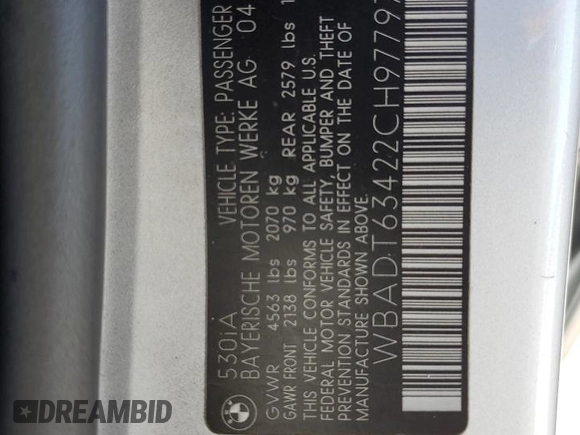 530iA VEHICLE TYPE: PASSENGER
BAYERISCHE MOTOREN WERKE AG 04
GVWR 4563 lbs 2070 kg
GAWR FRONT 2138 lbs 970 kg REAR 2579 lbs
THIS VEHICLE CONFORMS TO ALL APPLICABLE U.S.
FEDERAL MOTOR VEHICLE SAFETY, BUMPER AND THEFT
PREVENTION STANDARDS IN EFFECT ON THE DATE OF
MANUFACTURE SHOWN ABOVE.
WBADT63422CH9779
BMW
DREAMBID